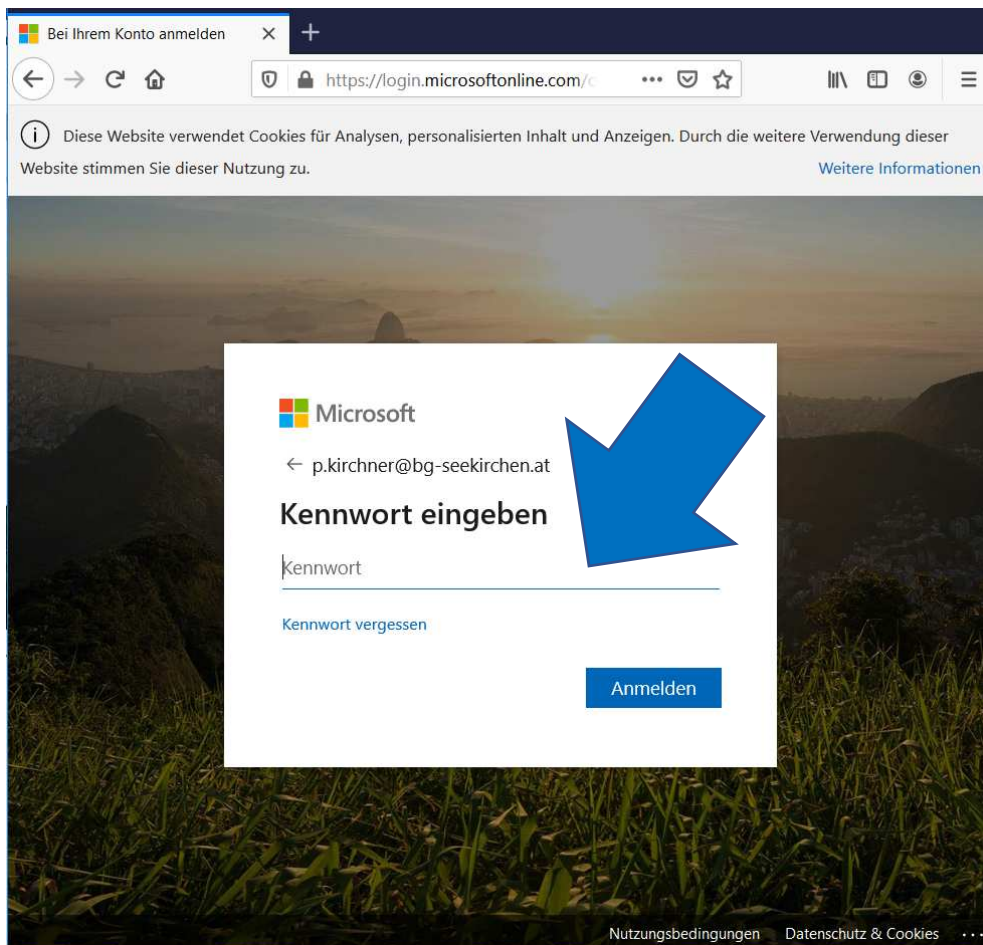 Bei Ihrem Konto anmelden
https://login.microsoftonline.com/
Diese Website verwendet Cookies für Analysen, personalisierten Inhalt und Anzeigen. Durch die weitere Verwendung dieser
Website stimmen Sie dieser Nutzung zu. Weitere Informationen
Microsoft
p.kirchner@bg-seekirchen.at
Kennwort eingeben
Kennwort
Kennwort vergessen
Anmelden
Nutzungsbedingungen Datenschutz & Cookies ...